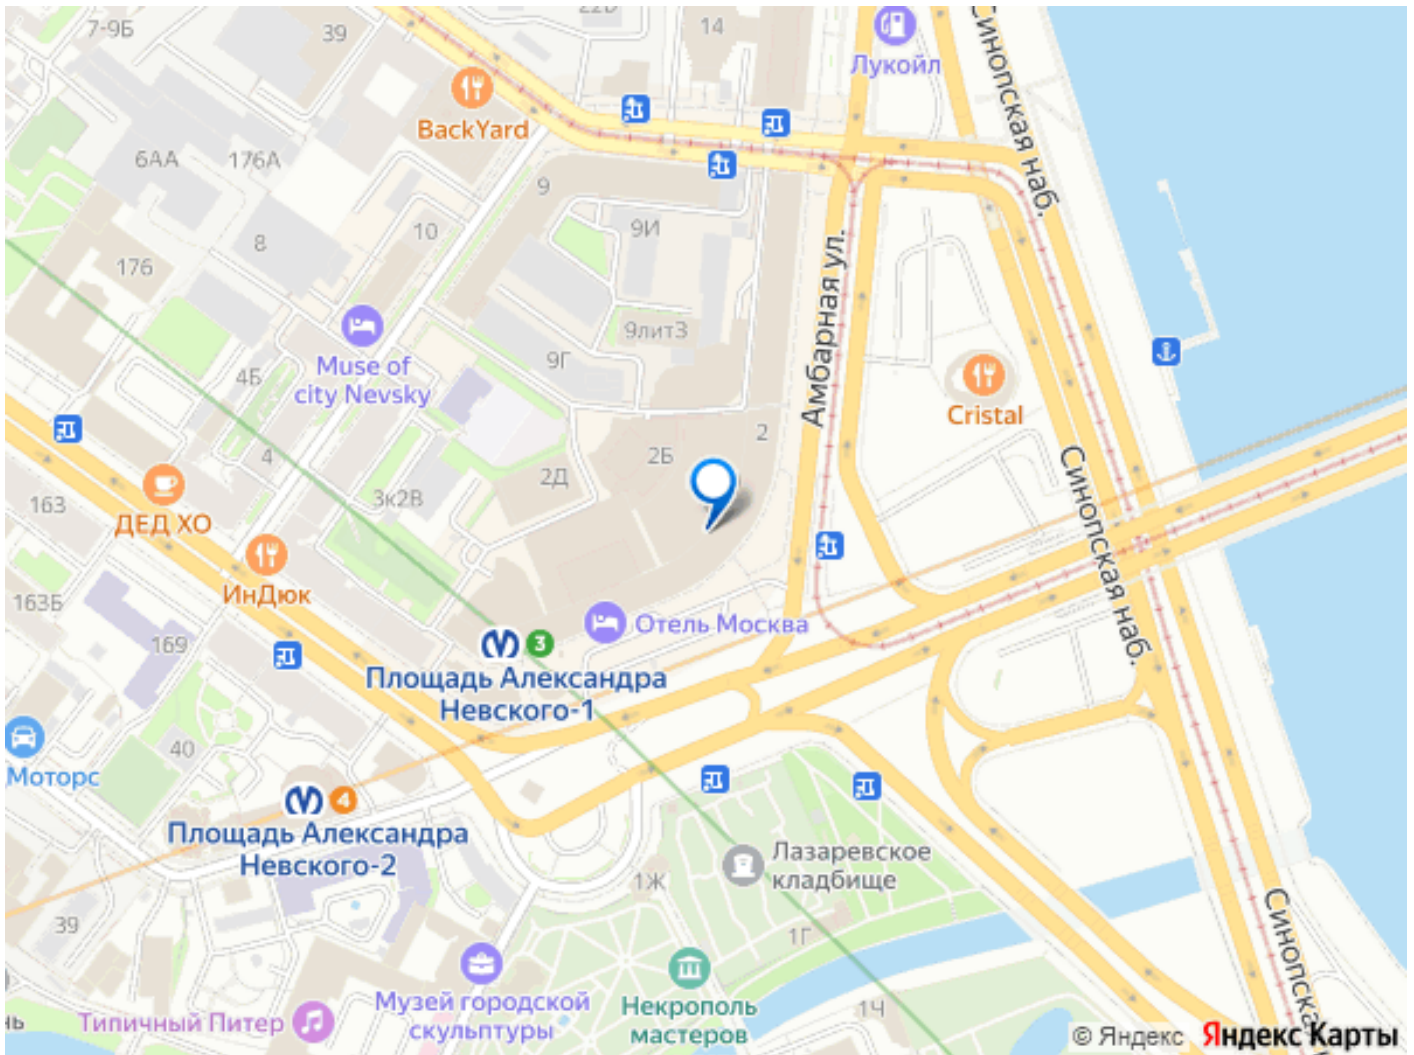 22Б
7-9Б
39
14
Лукойл
Синопская наб.
BackYard
6АА
176А
9
9И
10
8
176
Амбарная ул.
9лит3
Muse of
city Nevsky
9Г
4Б
Cristal
2
2Б
4
2Д
3к2В
163
ДЕД ХО
Синопская наб.
ИнДюк
163Б
169
Отель Москва
3
Площадь Александра
Невского-1
40
Моторс
4
Площадь Александра
Невского-2
Лазаревское
кладбище
1Ж
39
1Г
Синопская
Музей городской
скульптуры
Некрополь
мастеров
1Ч
нь
Типичный Питер
© Яндекс Яндекс Карты